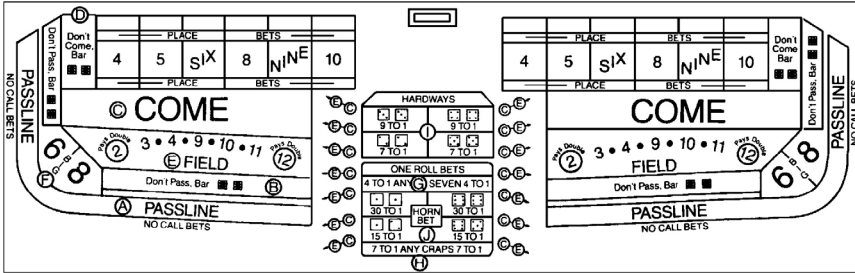 D
Don't Pass, Bar
Don't
Come,
Bar
PLACE BETS
4 5 SIX 8 NINE 10
PLACE BETS
C COME
PASSLINE
NO CALL BETS
Pays Double
2
3 • 4 • 9 • 10 • 11
Pays Double
12
E FIELD
6 8
BIG
F
Don't Pass, Bar
B
A PASSLINE
NO CALL BETS
E C
E C
E C
E C
E C
E C
E C
E C
HARDWAYS
9 TO 1 9 TO 1
I
7 TO 1 7 TO 1
ONE ROLL BETS
4 TO 1 ANY G SEVEN 4 TO 1
30 TO 1 HORN BET 30 TO 1
J
15 TO 1 15 TO 1
7 TO 1 ANY CRAPS 7 TO 1
H
C E
C E
C E
C E
C E
C E
C E
C E
PLACE BETS
4 5 SIX 8 NINE 10
PLACE BETS
Don't
Come
Bar
Don't Pass, Bar
COME
PASSLINE
NO CALL BETS
Pays Double
2
3 • 4 • 9 • 10 • 11
Pays Double
12
FIELD
6 8
BIG
Don't Pass, Bar
PASSLINE
NO CALL BETS